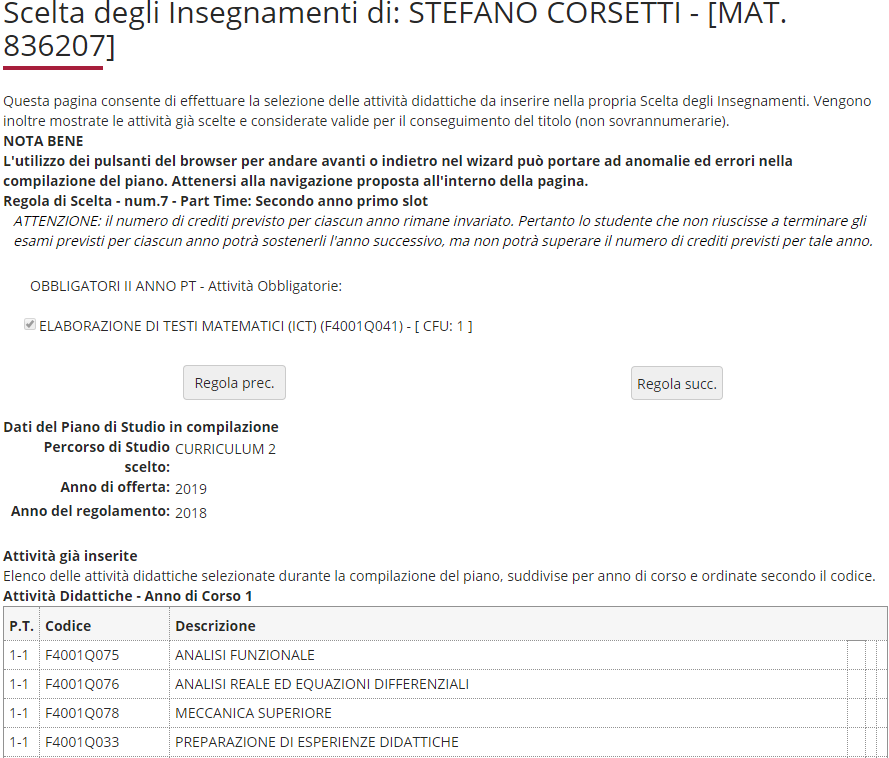 Scelta degli Insegnamenti di: STEFANO CORSETTI - [MAT.
836207]
Questa pagina consente di effettuare la selezione delle attività didattiche da inserire nella propria Scelta degli Insegnamenti. Vengono
inoltre mostrate le attività già scelte e considerate valide per il conseguimento del titolo (non sovrannumerarie).
NOTA BENE
L'utilizzo dei pulsanti del browser per andare avanti o indietro nel wizard può portare ad anomalie ed errori nella
compilazione del piano. Attenersi alla navigazione proposta all'interno della pagina.
Regola di Scelta - num.7 - Part Time: Secondo anno primo slot
ATTENZIONE: il numero di crediti previsto per ciascun anno rimane invariato. Pertanto lo studente che non riuscisse a terminare gli
esami previsti per ciascun anno potrà sostenerli l'anno successivo, ma non potrà superare il numero di crediti previsti per tale anno.
OBBLIGATORI II ANNO PT - Attività Obbligatorie:
ELABORAZIONE DI TESTI MATEMATICI (ICT) (F4001Q041) - [ CFU: 1 ]
Regola prec. Regola succ.
Dati del Piano di Studio in compilazione
Percorso di Studio scelto: CURRICULUM 2
Anno di offerta: 2019
Anno del regolamento: 2018
Attività già inserite
Elenco delle attività didattiche selezionate durante la compilazione del piano, suddivise per anno di corso e ordinate secondo il codice.
Attività Didattiche - Anno di Corso 1
P.T. Codice Descrizione
1-1 F4001Q075 ANALISI FUNZIONALE
1-1 F4001Q076 ANALISI REALE ED EQUAZIONI DIFFERENZIALI
1-1 F4001Q078 MECCANICA SUPERIORE
1-1 F4001Q033 PREPARAZIONE DI ESPERIENZE DIDATTICHE